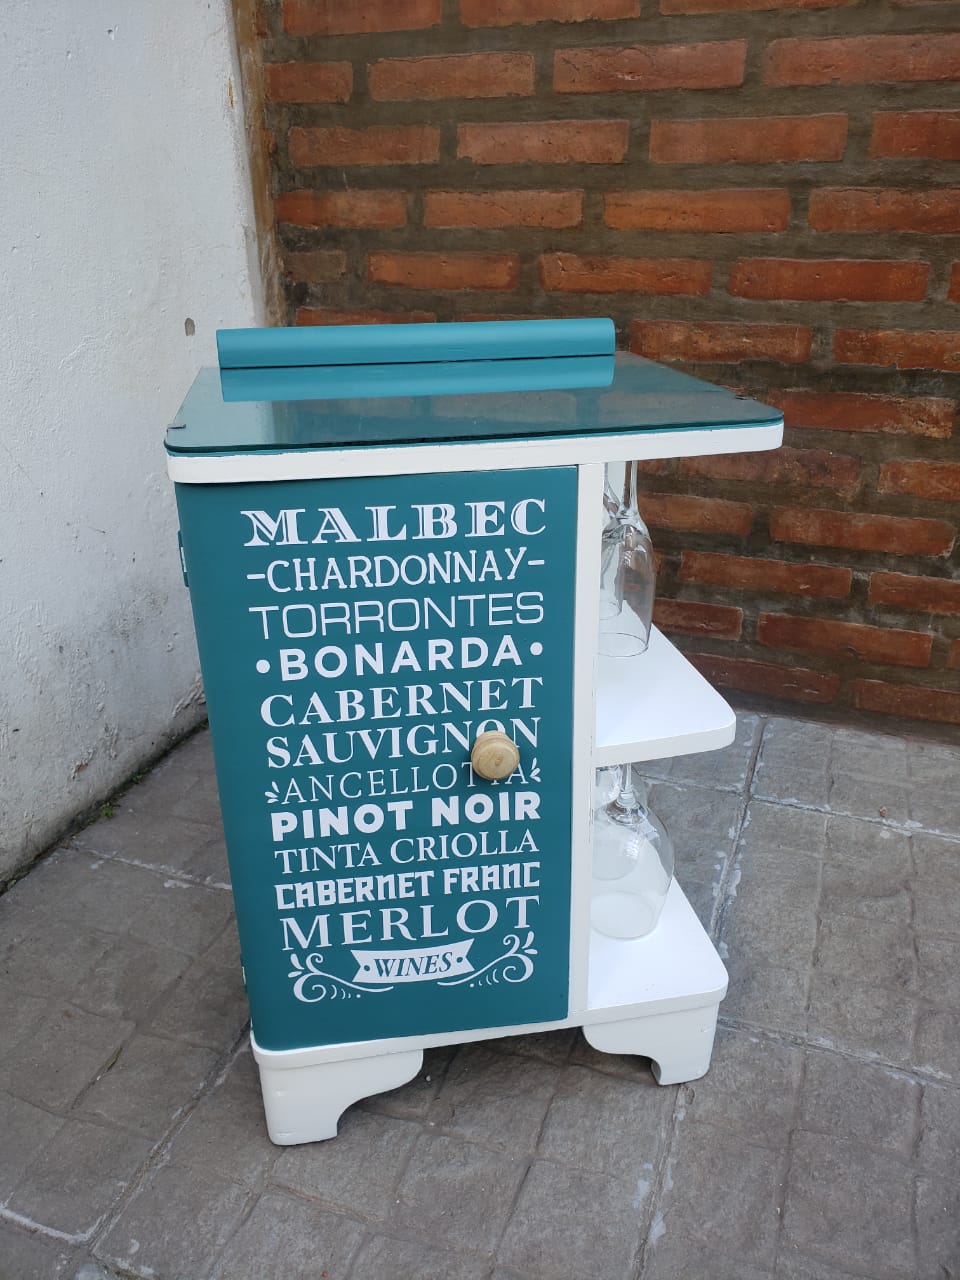 MALBEC
-CHARDONNAY-
TORRONTES
•BONARDA•
CABERNET
SAUVIGNON
ANCELLOTTA
PINOT NOIR
TINTA CRIOLLA
CABERNET FRANC
MERLOT
•WINES•